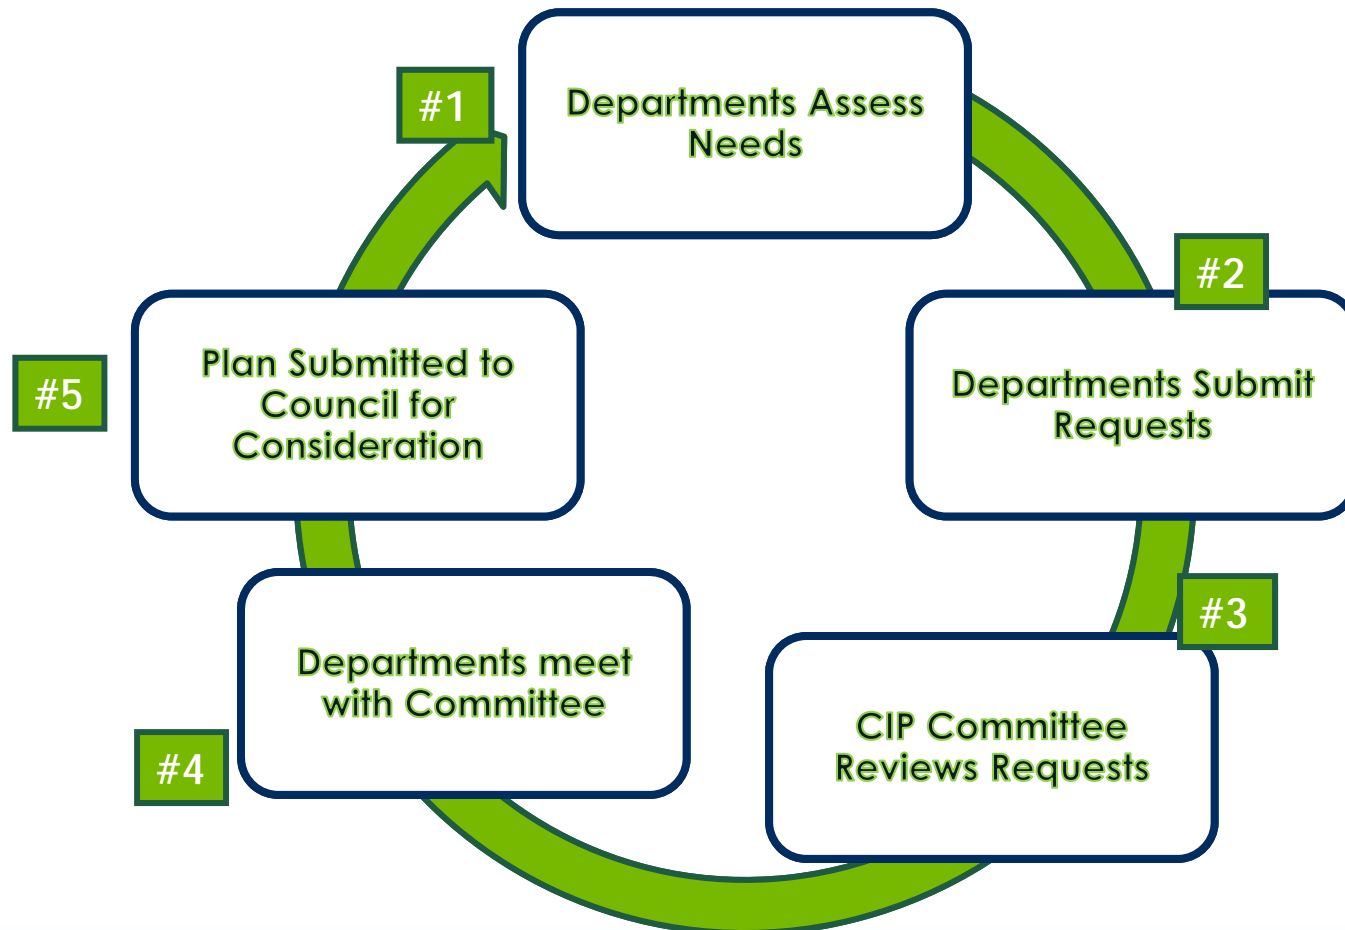 #1
Departments Assess
Needs
#2
Departments Submit
Requests
#3
CIP Committee
Reviews Requests
#4
Departments meet
with Committee
#5
Plan Submitted to
Council for
Consideration